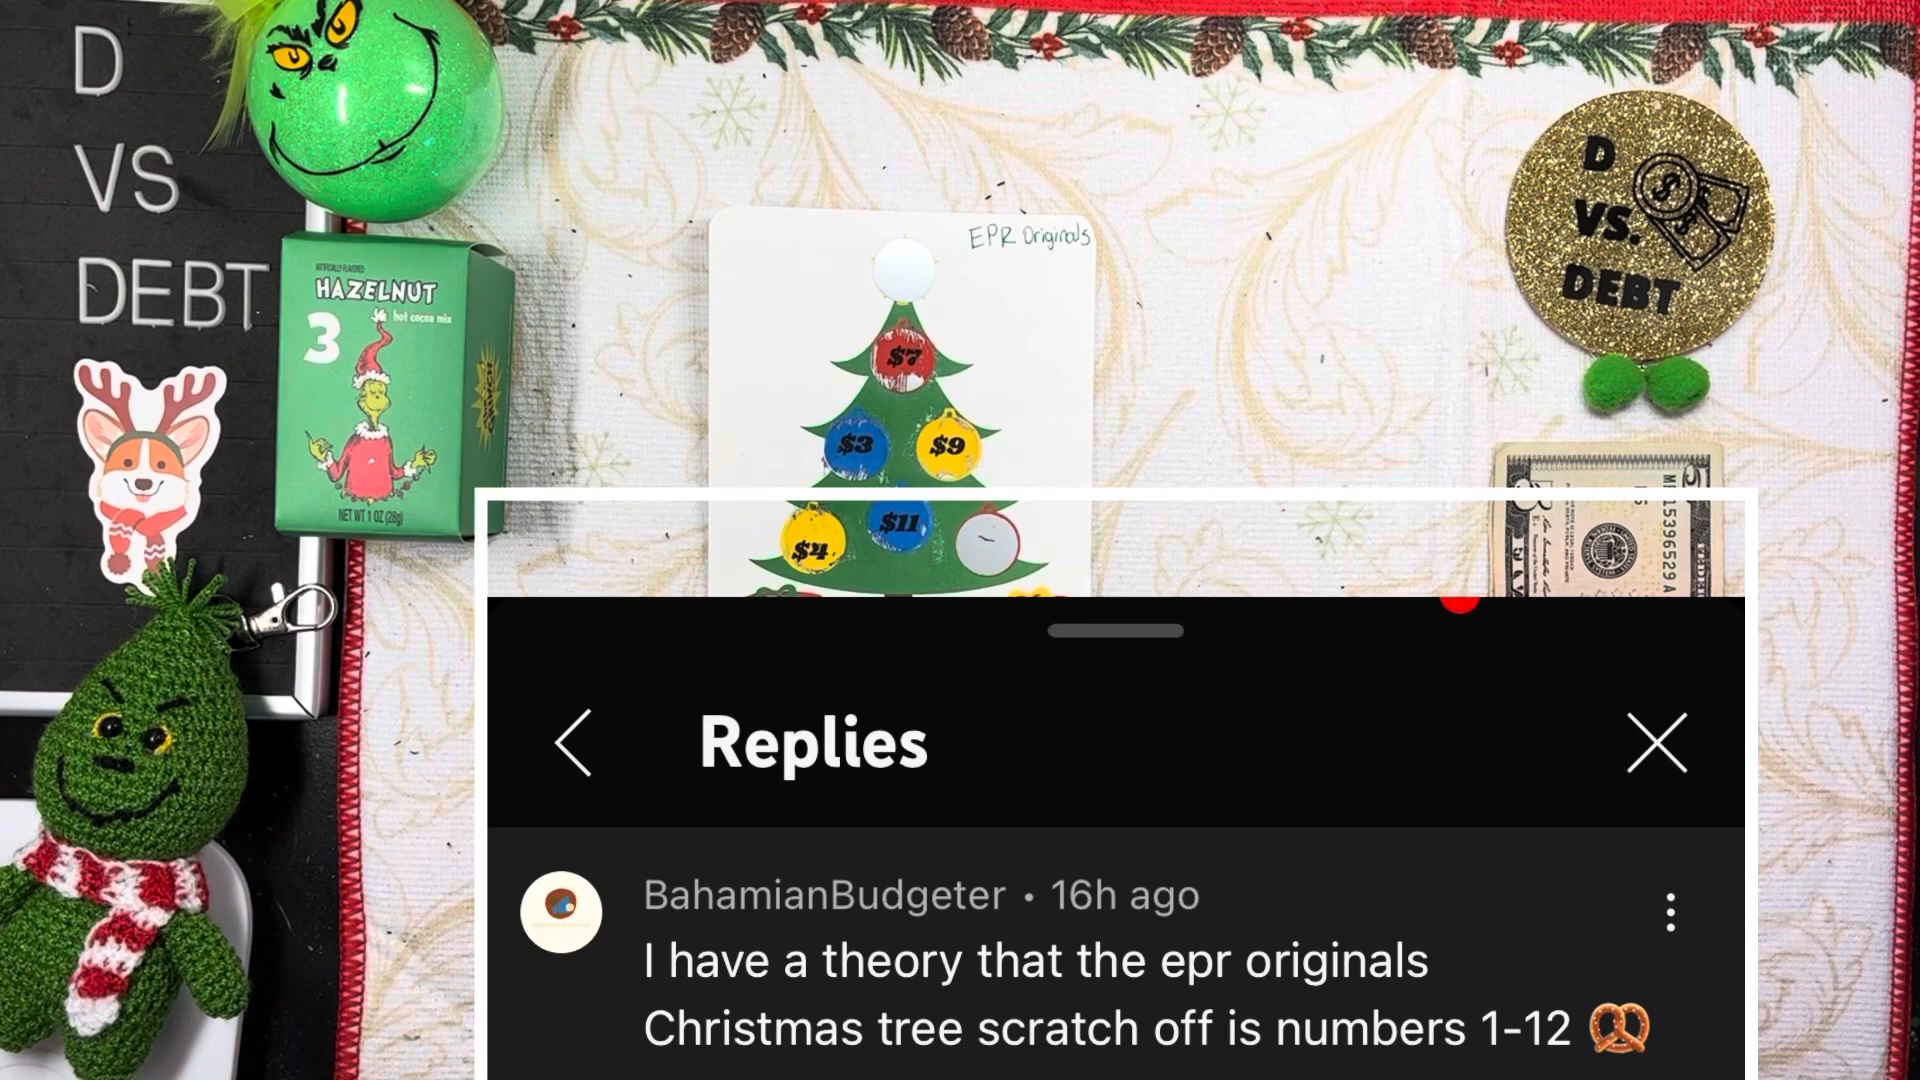 D
VS
DEBT
ARTIFICIALLY FLAVORED
HAZELNUT
hot cocoa mix
3
NET WT 1 OZ (28g)
EPR Originals
$7
$3
$9
$4
$11
D
VS.
DEBT
Replies
BahamianBudgeter • 16h ago
I have a theory that the epr originals
Christmas tree scratch off is numbers 1-12 🥨